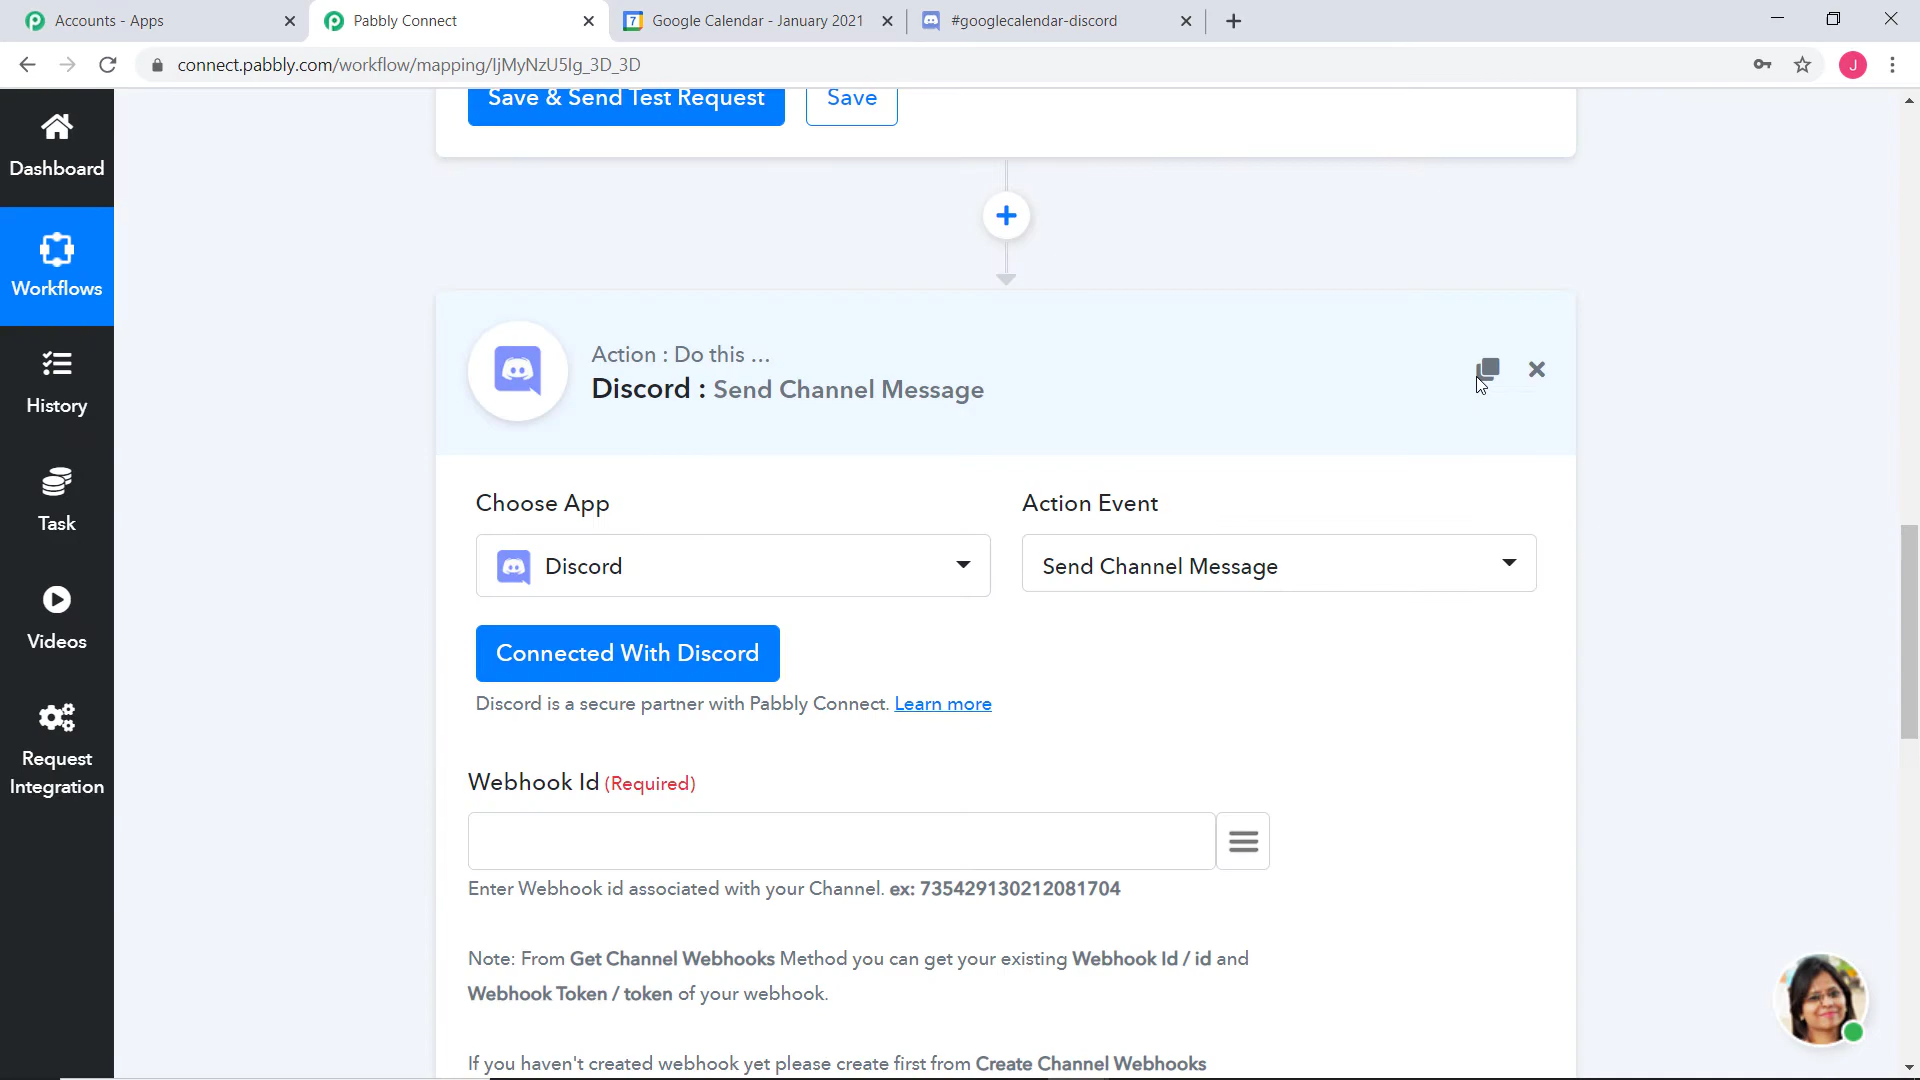 Accounts - Apps
Pabbly Connect
7 Google Calendar - January 2021
#googlecalendar-discord
connect.pabbly.com/workflow/mapping/IjMyNzU5Ig_3D_3D
J
Dashboard
Workflows
History
Task
Videos
Request
Integration
Save & Send Test Request
Save
Action : Do this ...
Discord : Send Channel Message
Choose App
Action Event
Discord
Send Channel Message
Connected With Discord
Discord is a secure partner with Pabbly Connect. Learn more
Webhook Id (Required)
Enter Webhook id associated with your Channel. ex: 735429130212081704
Note: From Get Channel Webhooks Method you can get your existing Webhook Id / id and
Webhook Token / token of your webhook.
If you haven't created webhook yet please create first from Create Channel Webhooks